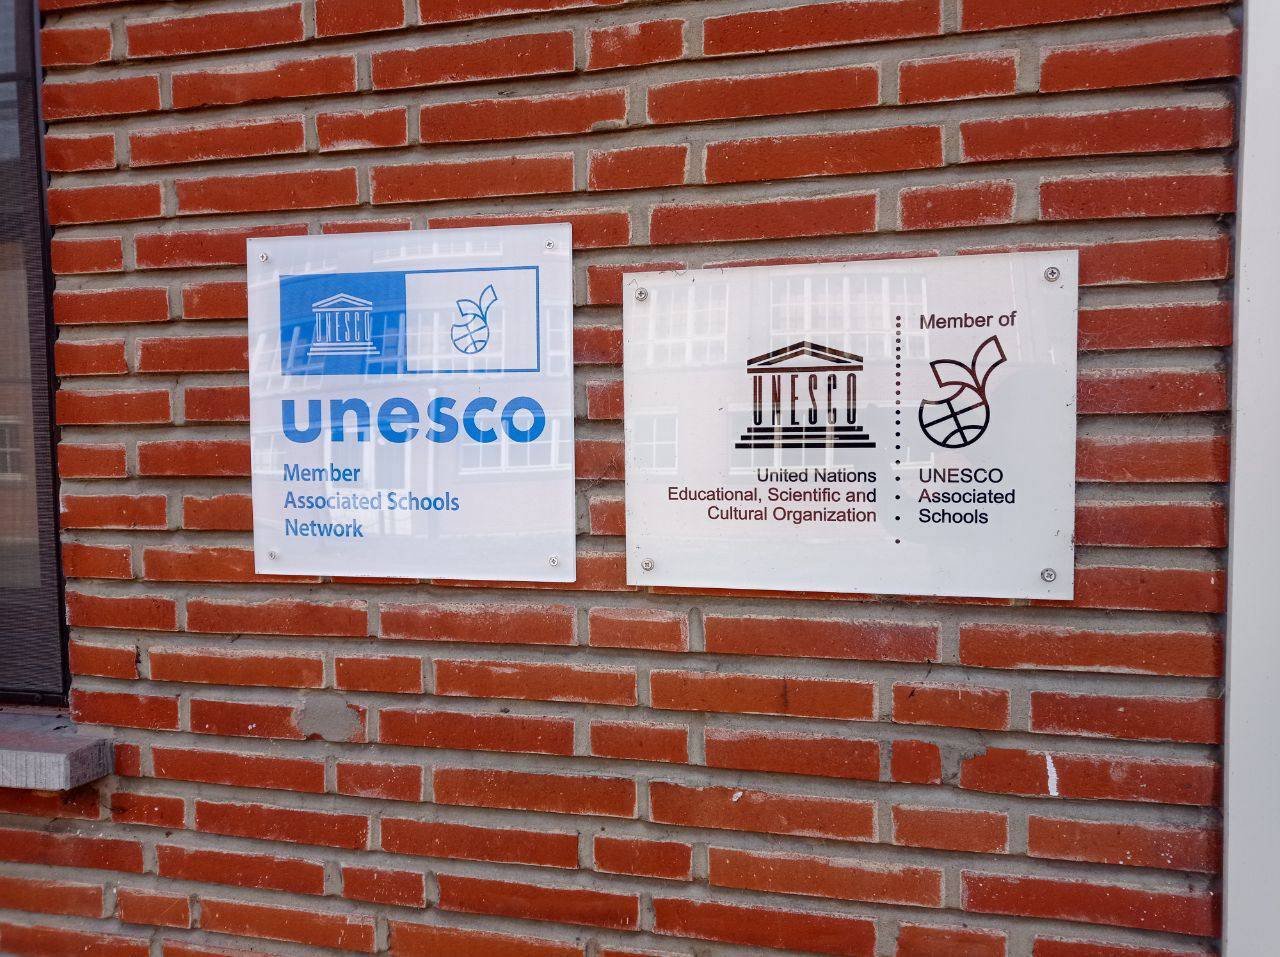 UNESCO
unesco
Member
Associated Schools
Network
UNESCO
United Nations
Educational, Scientific and
Cultural Organization
Member of
UNESCO
Associated
Schools